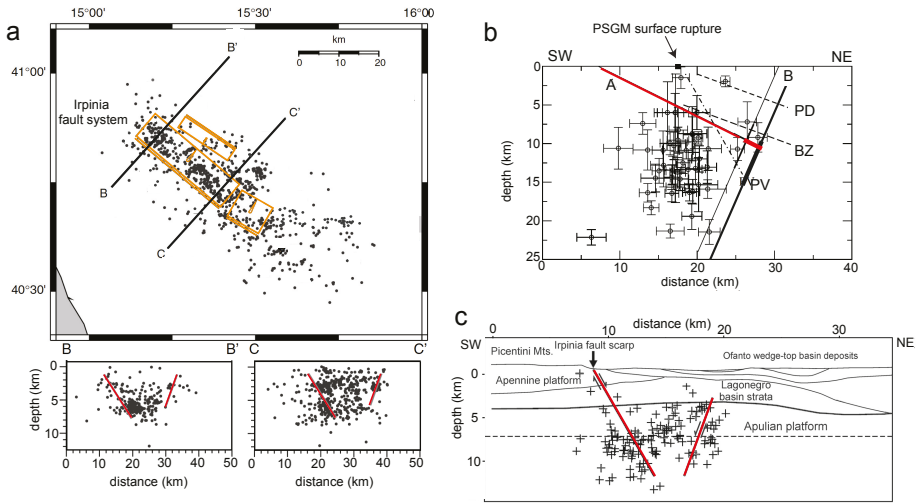 a
15°00' 15°30' 16°00'
km
0 10 20
41°00'
40°30'
Irpinia
fault system
B'
C'
B
C
B B' C C'
depth (km)
0
5
10
0 10 20 30 40 50 0 10 20 30 40 50
distance (km) distance (km)
b
PSGM surface rupture
SW NE
A
B
PD
BZ
PV
depth (km)
0
5
10
15
20
25
0 10 20 30 40
distance (km)
c
distance (km)
0 10 20 30
SW NE
Picentini Mts. Irpinia fault scarp Ofanto wedge-top basin deposits
Apennine platform
Lagonegro
basin strata
Apulian platform
depth (km)
0
5
10